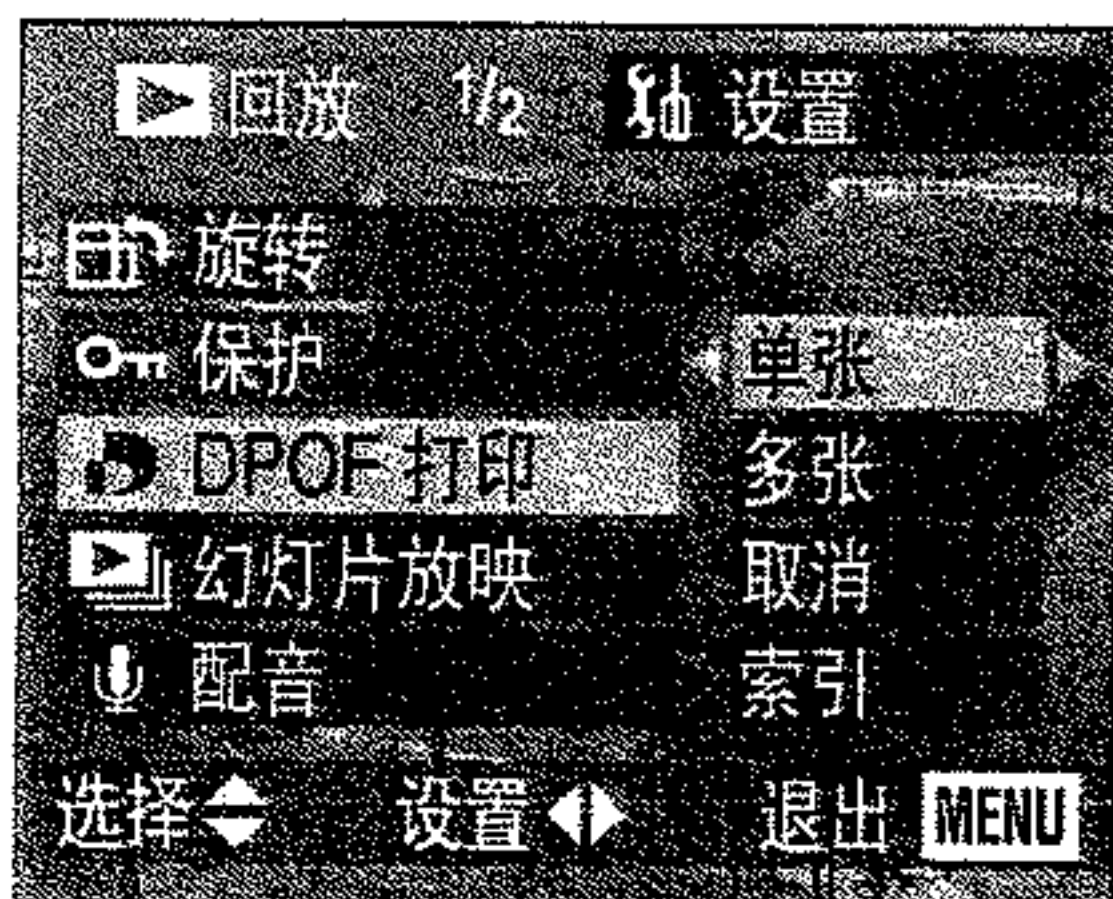 回放 1/2 设置
旋转
保护 单张
DPOF 打印 多张
幻灯片放映 取消
配音 索引
选择 设置 退出 MENU